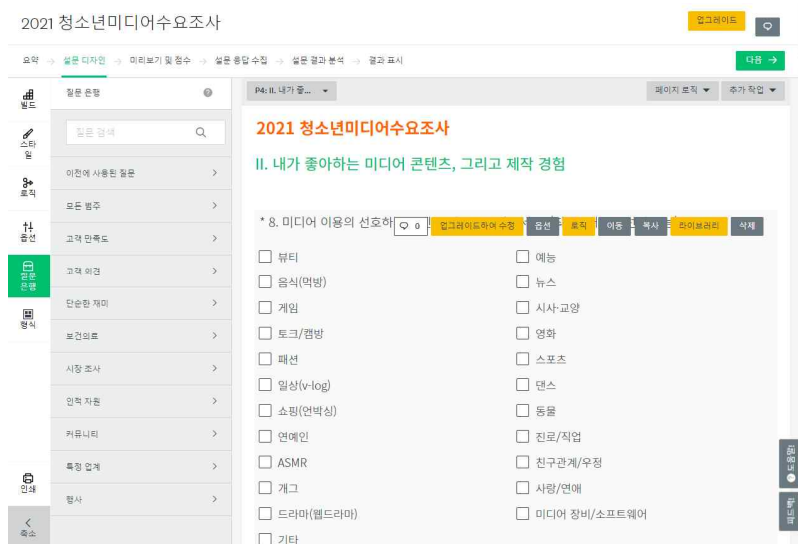 2021 청소년미디어수요조사
업그레이드
요약 → 설문 디자인 → 미리보기 및 점수 → 설문 응답 수집 → 설문 결과 분석 → 결과 표시
다음 →
빌드
스타일
로직
옵션
질문 은행
형식
인쇄
축소
질문 은행
질문 검색
이전에 사용된 질문
모든 범주
고객 만족도
고객 의견
단순한 재미
보건의료
시장 조사
인적 자원
커뮤니티
특정 업계
행사
P4: II. 내가 좋...
페이지 로직
추가 작업
2021 청소년미디어수요조사
II. 내가 좋아하는 미디어 콘텐츠, 그리고 제작 경험
* 8. 미디어 이용의 선호하
0 업그레이드하여 수정 옵션 로직 이동 복사 라이브러리 삭제
뷰티
예능
음식(먹방)
뉴스
게임
시사·교양
토크/캠방
영화
패션
스포츠
일상(v-log)
댄스
쇼핑(언박싱)
동물
연예인
진로/직업
ASMR
친구관계/우정
개그
사랑/연애
드라마(웹드라마)
미디어 장비/소프트웨어
기타
도움말!
피드백!